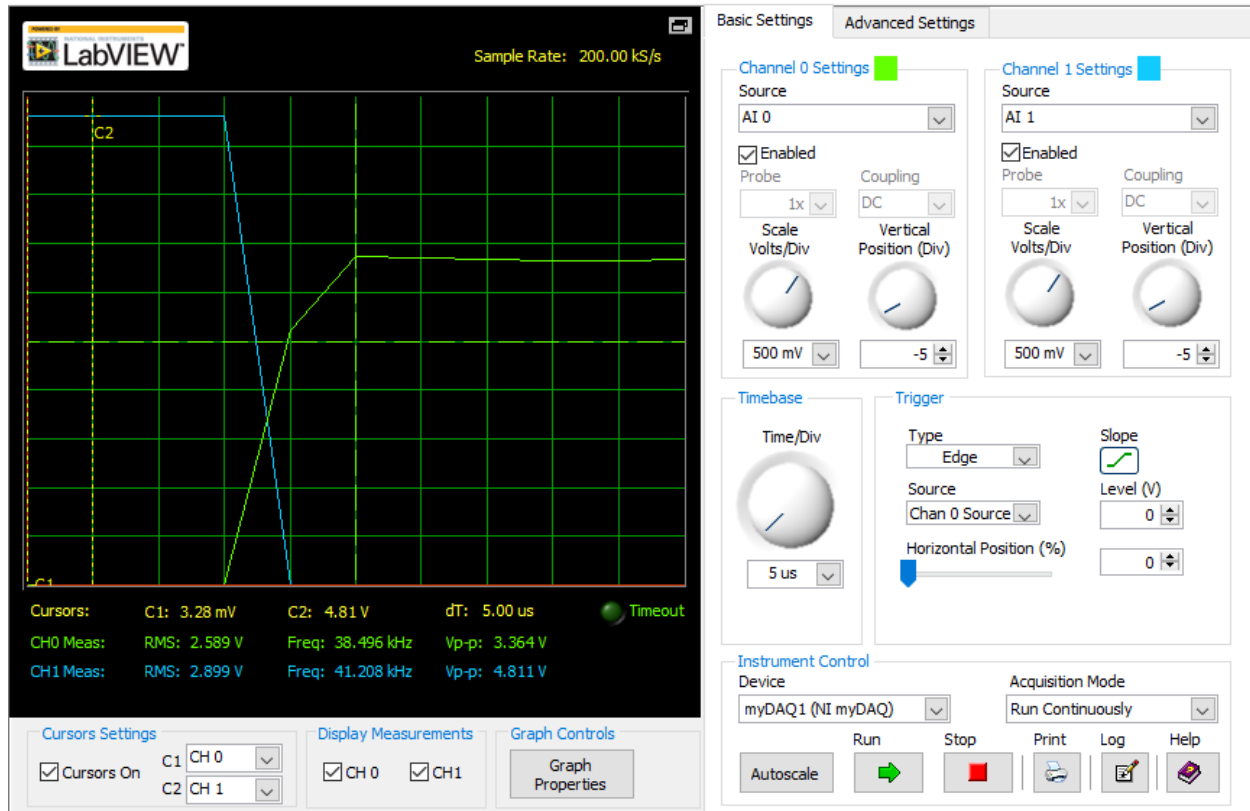 POWERED BY
NATIONAL INSTRUMENTS
LabVIEW
Sample Rate: 200.00 kS/s
C2
C1
Cursors: C1: 3.28 mV C2: 4.81 V dT: 5.00 us Timeout
CH0 Meas: RMS: 2.589 V Freq: 38.496 kHz Vp-p: 3.364 V
CH1 Meas: RMS: 2.899 V Freq: 41.208 kHz Vp-p: 4.811 V
Cursors Settings
Cursors On
C1 CH 0
C2 CH 1
Display Measurements
CH 0 CH1
Graph Controls
Graph
Properties
Basic Settings Advanced Settings
Channel 0 Settings
Source
AI 0
Enabled
Probe Coupling
1x DC
Scale Vertical
Volts/Div Position (Div)
500 mV -5
Channel 1 Settings
Source
AI 1
Enabled
Probe Coupling
1x DC
Scale Vertical
Volts/Div Position (Div)
500 mV -5
Timebase
Time/Div
5 us
Trigger
Type Slope
Edge
Source Level (V)
Chan 0 Source 0
Horizontal Position (%)
0
Instrument Control
Device Acquisition Mode
myDAQ1 (NI myDAQ) Run Continuously
Run Stop Print Log Help
Autoscale